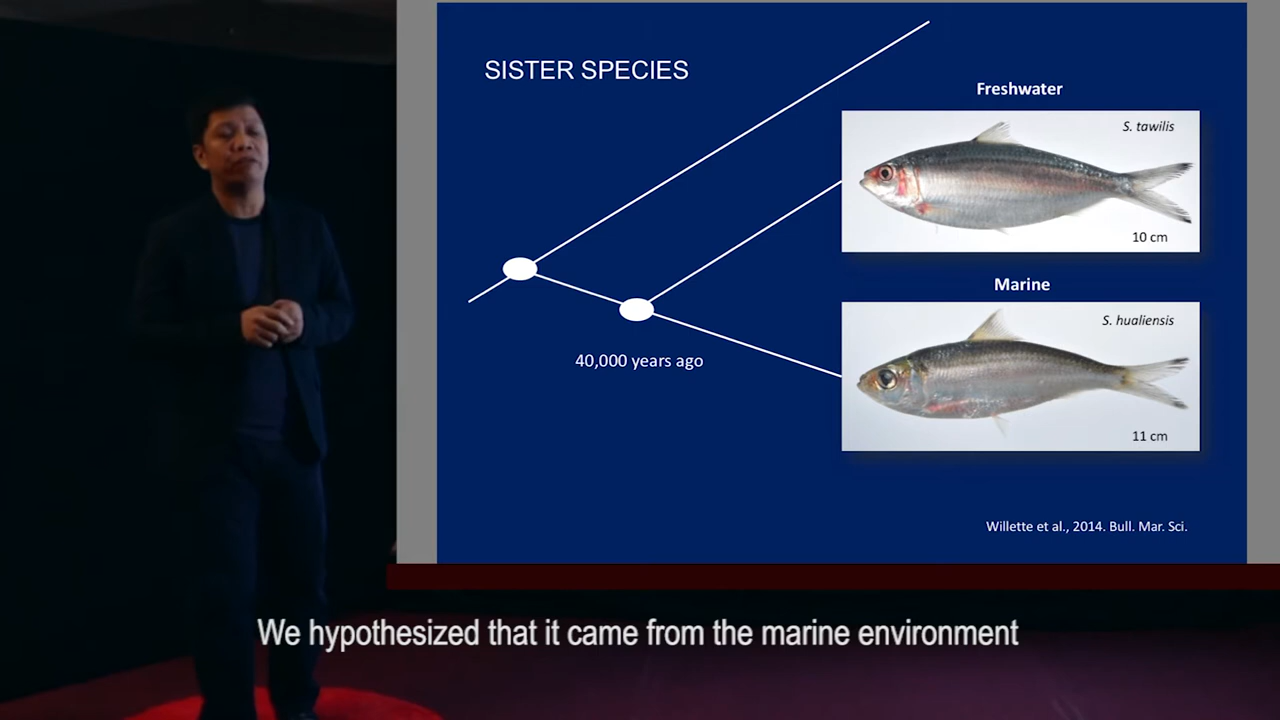 SISTER SPECIES
Freshwater
S. tawilis
10 cm
Marine
S. hualiensis
11 cm
40,000 years ago
Willette et al., 2014. Bull. Mar. Sci.
We hypothesized that it came from the marine environment